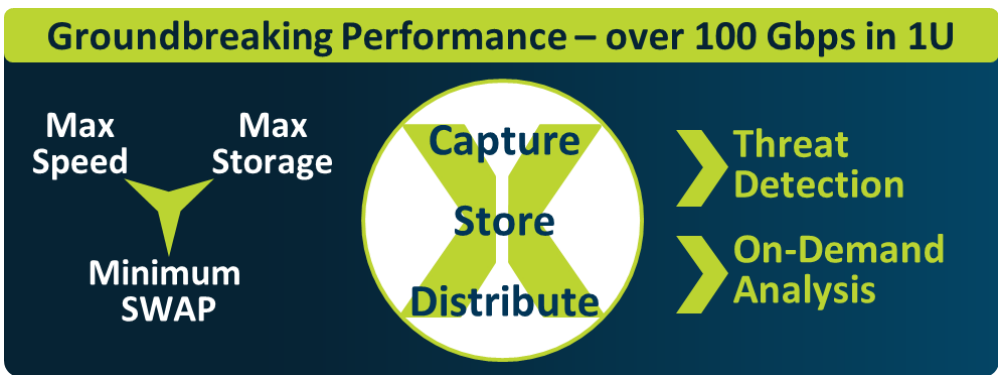 Groundbreaking Performance – over 100 Gbps in 1U
Max
Speed
Max
Storage
Minimum
SWAP
Capture
Store
Distribute
Threat
Detection
On-Demand
Analysis